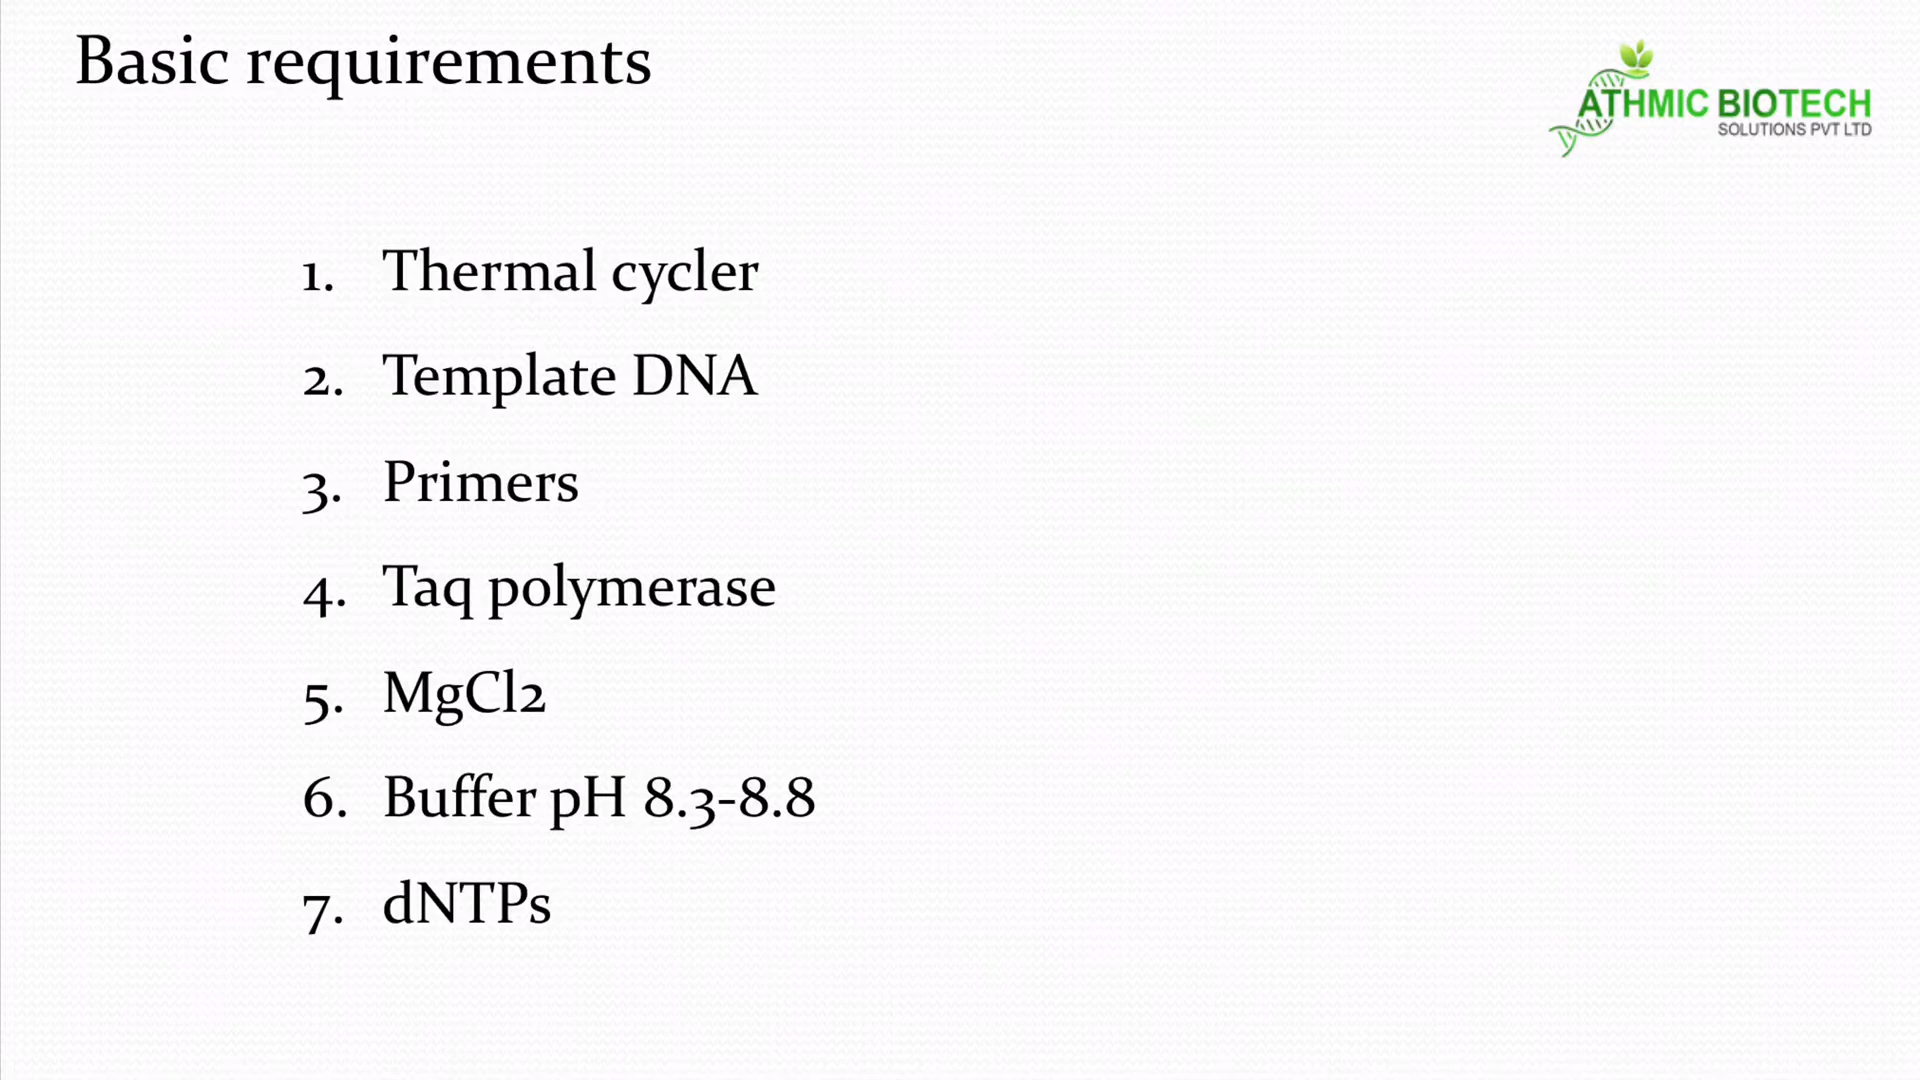 Basic requirements
ATHMIC BIOTECH
SOLUTIONS PVT LTD
1. Thermal cycler
2. Template DNA
3. Primers
4. Taq polymerase
5. MgCl2
6. Buffer pH 8.3-8.8
7. dNTPs